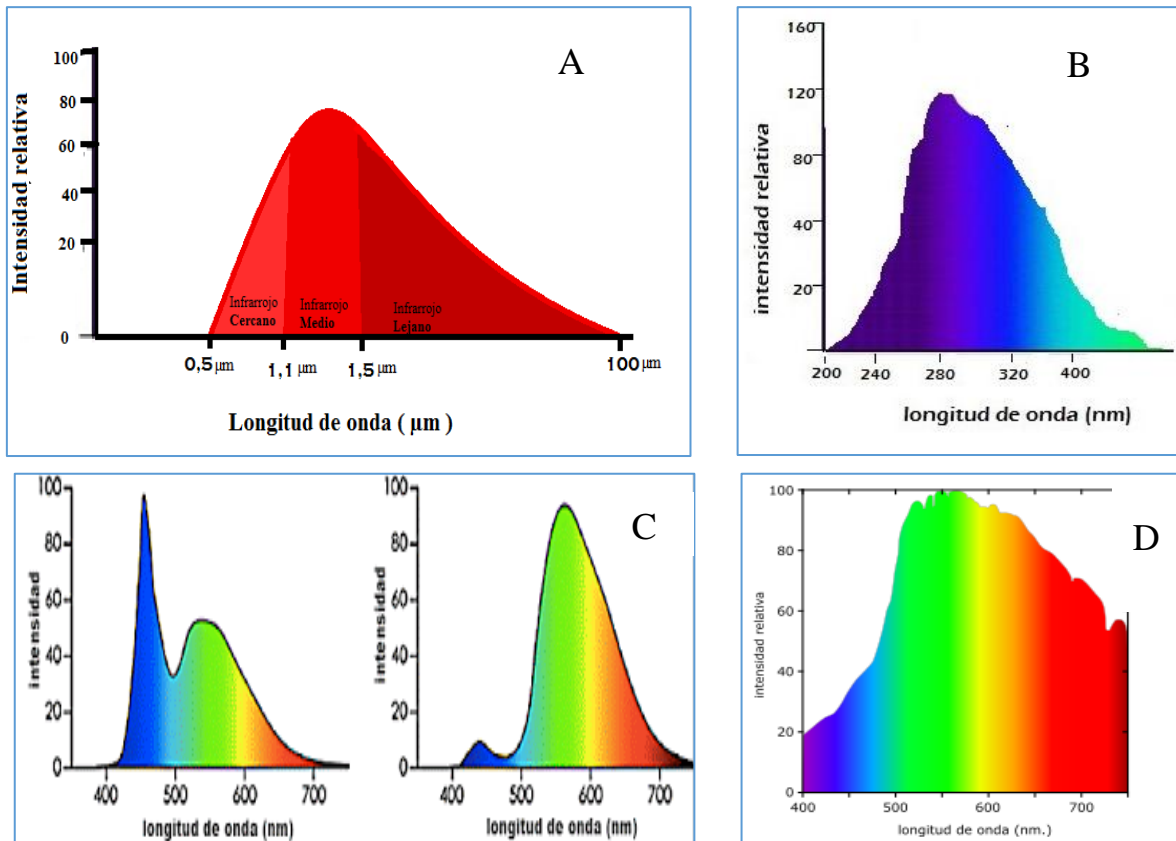 A
Intensidad relativa
100
80
60
40
20
0
Infrarrojo
Cercano
Infrarrojo
Medio
Infrarrojo
Lejano
0,5 µm
1,1 µm
1,5 µm
100 µm
Longitud de onda ( µm )
B
intensidad relativa
160
120
80
40
20
200 240 280 320 400
longitud de onda (nm)
C
intensidad
100
80
60
40
20
0
400 500 600 700
longitud de onda (nm)
intensidad
100
80
60
40
20
0
400 500 600 700
longitud de onda (nm)
D
intensidad relativa
100
80
60
40
20
0
400 500 600 700
longitud de onda (nm.)